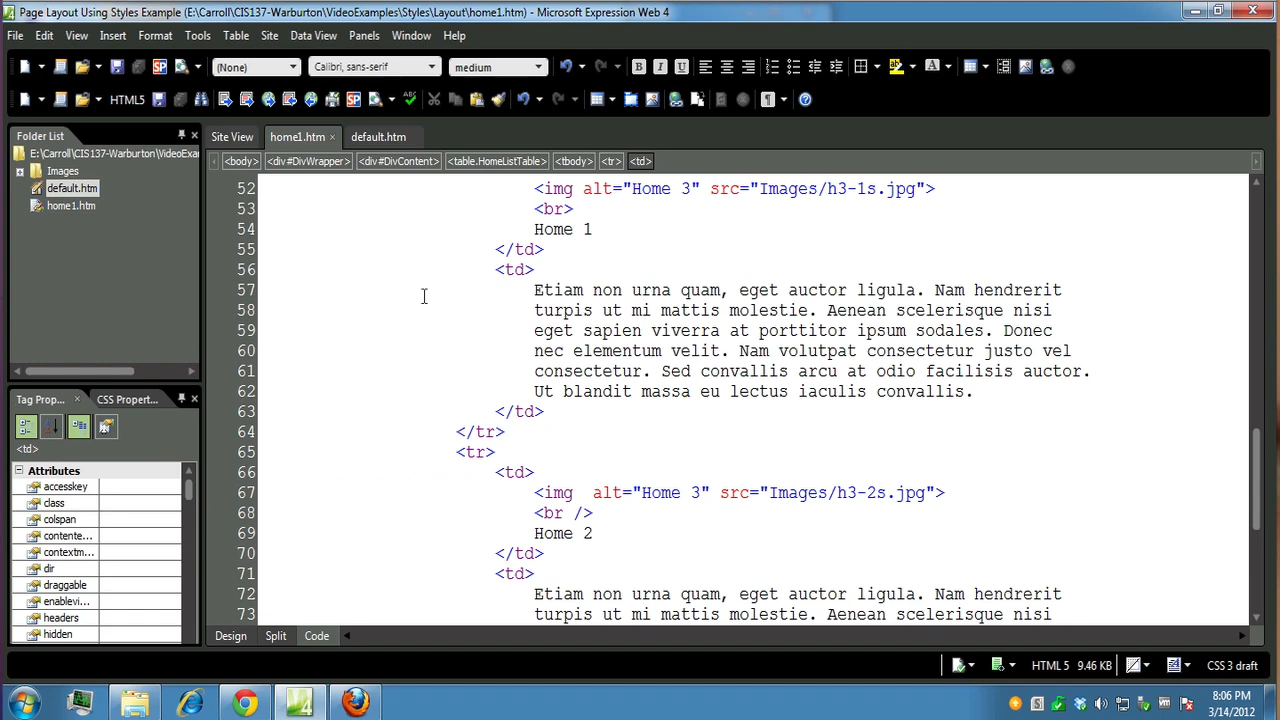 Page Layout Using Styles Example (E:\Carroll\CIS137-Warburton\VideoExamples\Styles\Layout\home1.htm) - Microsoft Expression Web 4
File Edit View Insert Format Tools Table Site Data View Panels Window Help
(None) Calibri, sans-serif medium B I U A
HTML5
Folder List
Site View home1.htm default.htm
E:\Carroll\CIS137-Warburton\VideoExam
<body> <div#DivWrapper> <div#DivContent> <table.HomeListTable> <tbody> <tr> <td>
Images
default.htm
home1.htm
52 <img alt="Home 3" src="Images/h3-1s.jpg">
53 <br>
54 Home 1
55 </td>
56 <td>
57 Etiam non urna quam, eget auctor ligula. Nam hendrerit
58 turpis ut mi mattis molestie. Aenean scelerisque nisi
59 eget sapien viverra at porttitor ipsum sodales. Donec
60 nec elementum velit. Nam volutpat consectetur justo vel
61 consectetur. Sed convallis arcu at odio facilisis auctor.
62 Ut blandit massa eu lectus iaculis convallis.
63 </td>
64 </tr>
65 <tr>
66 <td>
67 <img  alt="Home 3" src="Images/h3-2s.jpg">
68 <br />
69 Home 2
70 </td>
71 <td>
72 Etiam non urna quam, eget auctor ligula. Nam hendrerit
73 turpis ut mi mattis molestie. Aenean scelerisque nisi
Tag Prop... CSS Propert...
<td>
Attributes
accesskey
class
colspan
contente...
contextm...
dir
draggable
enablevi...
headers
hidden
Design Split Code
HTML 5 9.46 KB CSS 3 draft
8:06 PM
3/14/2012